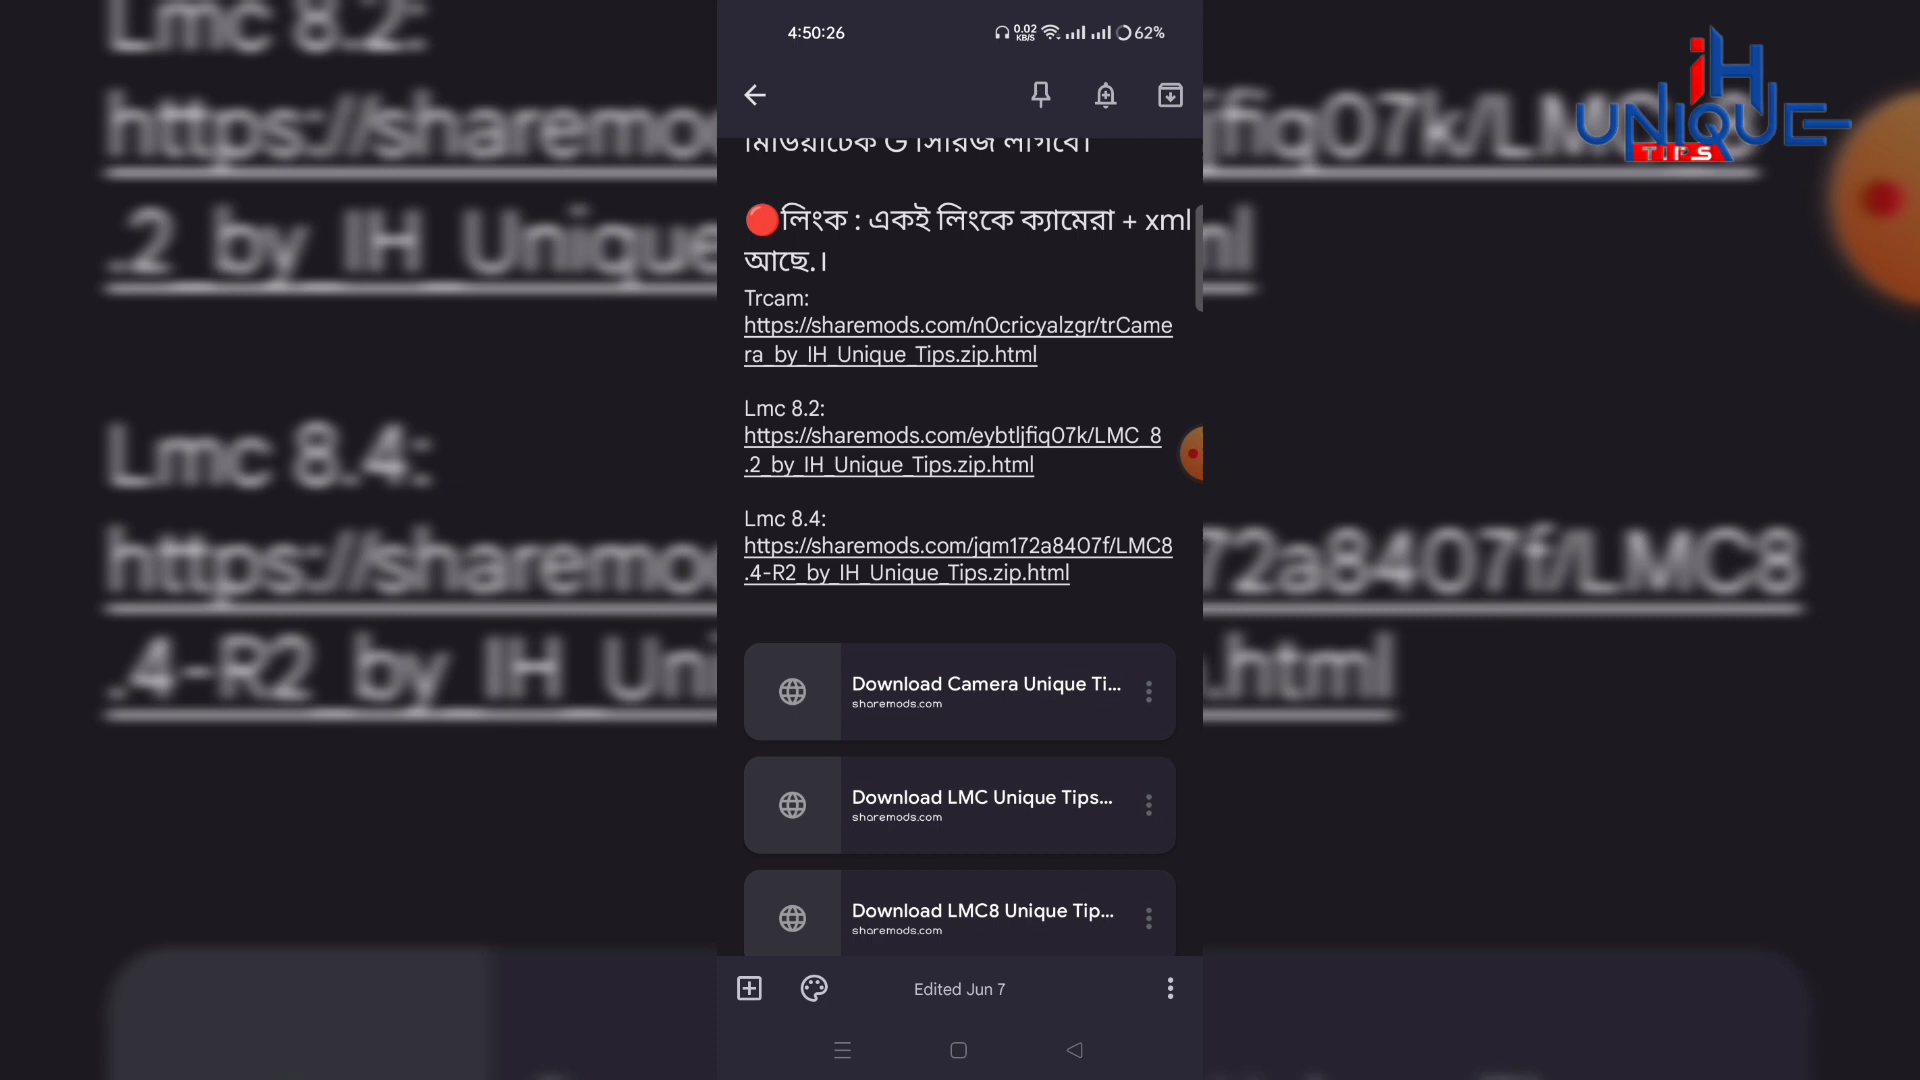 4:50:26
0.02 KB/S
62%
🔴লিংক : একই লিংকে ক্যামেরা + xml
আছে.।
Trcam:
https://sharemods.com/n0cricyalzgr/trCame
ra_by_IH_Unique_Tips.zip.html
Lmc 8.2:
https://sharemods.com/eybtljfiq07k/LMC_8
.2_by_IH_Unique_Tips.zip.html
Lmc 8.4:
https://sharemods.com/jqm172a8407f/LMC8
.4-R2_by_IH_Unique_Tips.zip.html
Download Camera Unique Ti...
sharemods.com
Download LMC Unique Tips...
sharemods.com
Download LMC8 Unique Tip...
sharemods.com
Edited Jun 7
iH
UNIQUE
TIPS